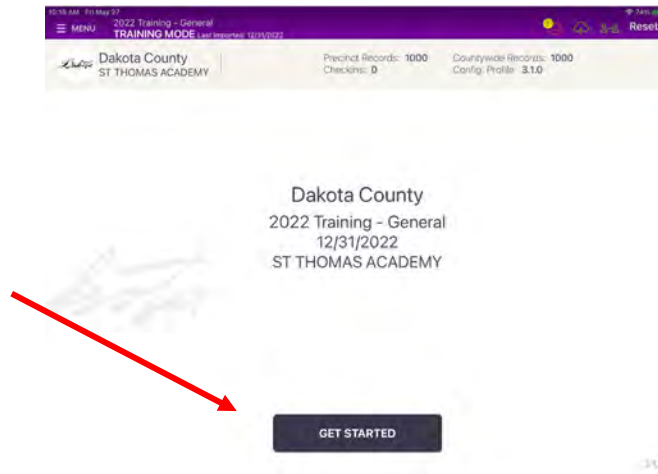 10:18 AM Fri May 27
74%
MENU
2022 Training - General
TRAINING MODE Last Imported: 12/31/2022
Reset
Dakota County
ST THOMAS ACADEMY
Precinct Records: 1000
Checkins: 0
Countywide Records: 1000
Config. Profile 3.1.0
Dakota County
2022 Training - General
12/31/2022
ST THOMAS ACADEMY
GET STARTED